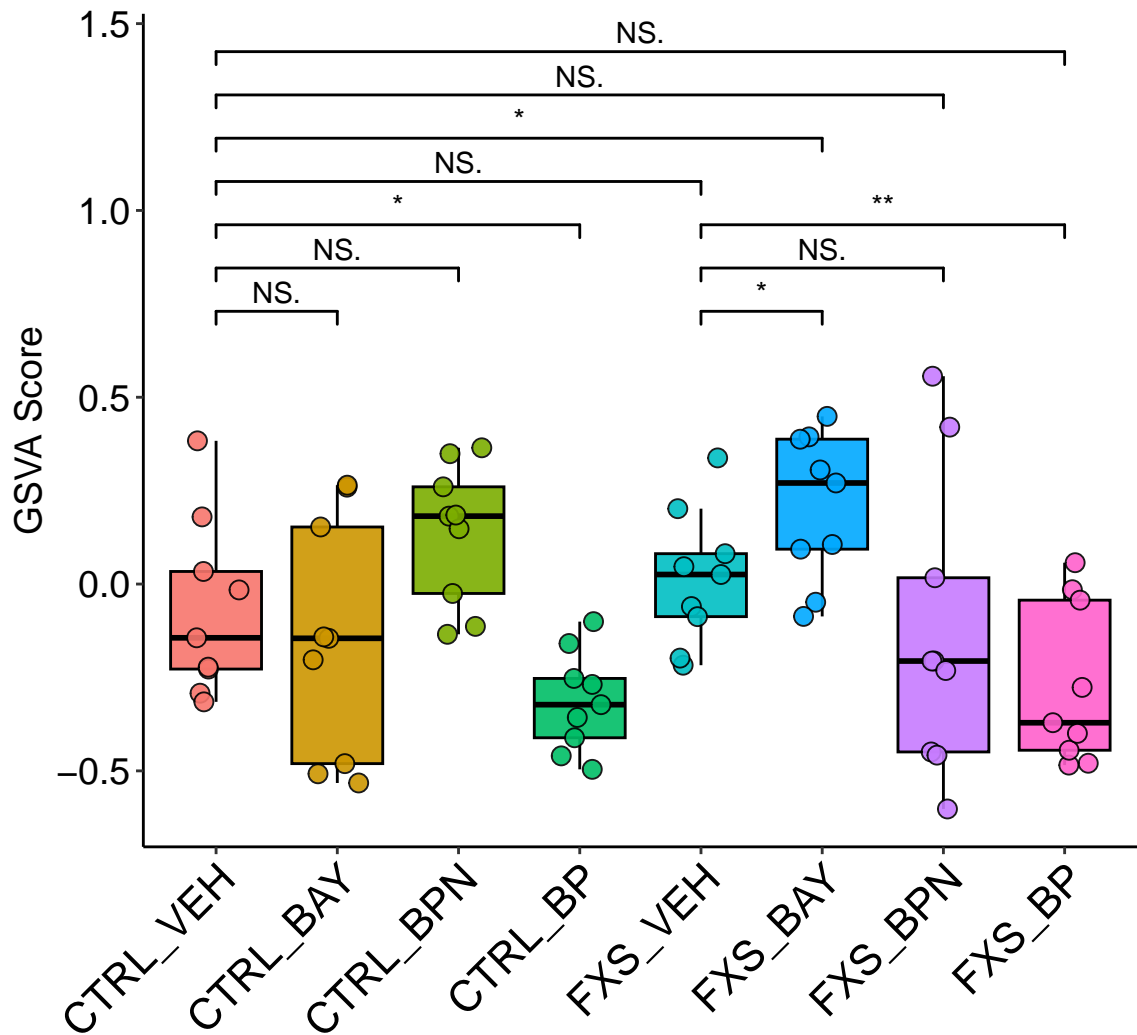 1.5
NS.
NS.
*
NS.
1.0
*
**
NS.
NS.
NS.
*
0.5
GSVA Score
0.0
−0.5
CTRL_VEH
CTRL_BAY
CTRL_BPN
CTRL_BP
FXS_VEH
FXS_BAY
FXS_BPN
FXS_BP